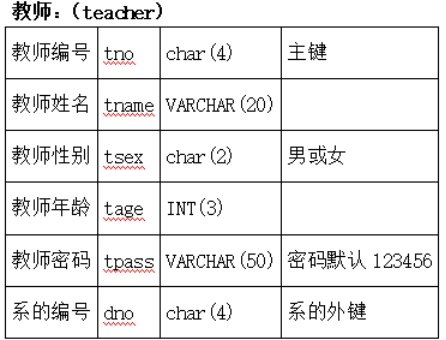 教师：（teacher）
教师编号 tno char(4) 主键
教师姓名 tname VARCHAR(20)
教师性别 tsex char(2) 男或女
教师年龄 tage INT(3)
教师密码 tpass VARCHAR(50) 密码默认 123456
系的编号 dno char(4) 系的外键